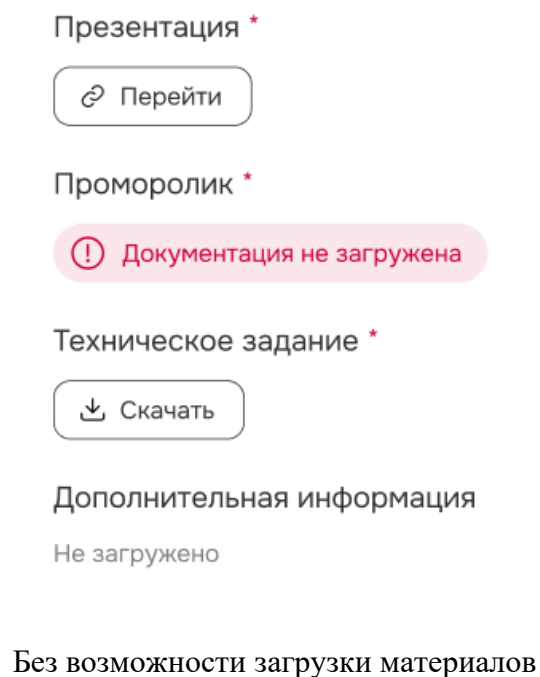 Презентация *
Перейти
Проморолик *
Документация не загружена
Техническое задание *
Скачать
Дополнительная информация
Не загружено
Без возможности загрузки материалов